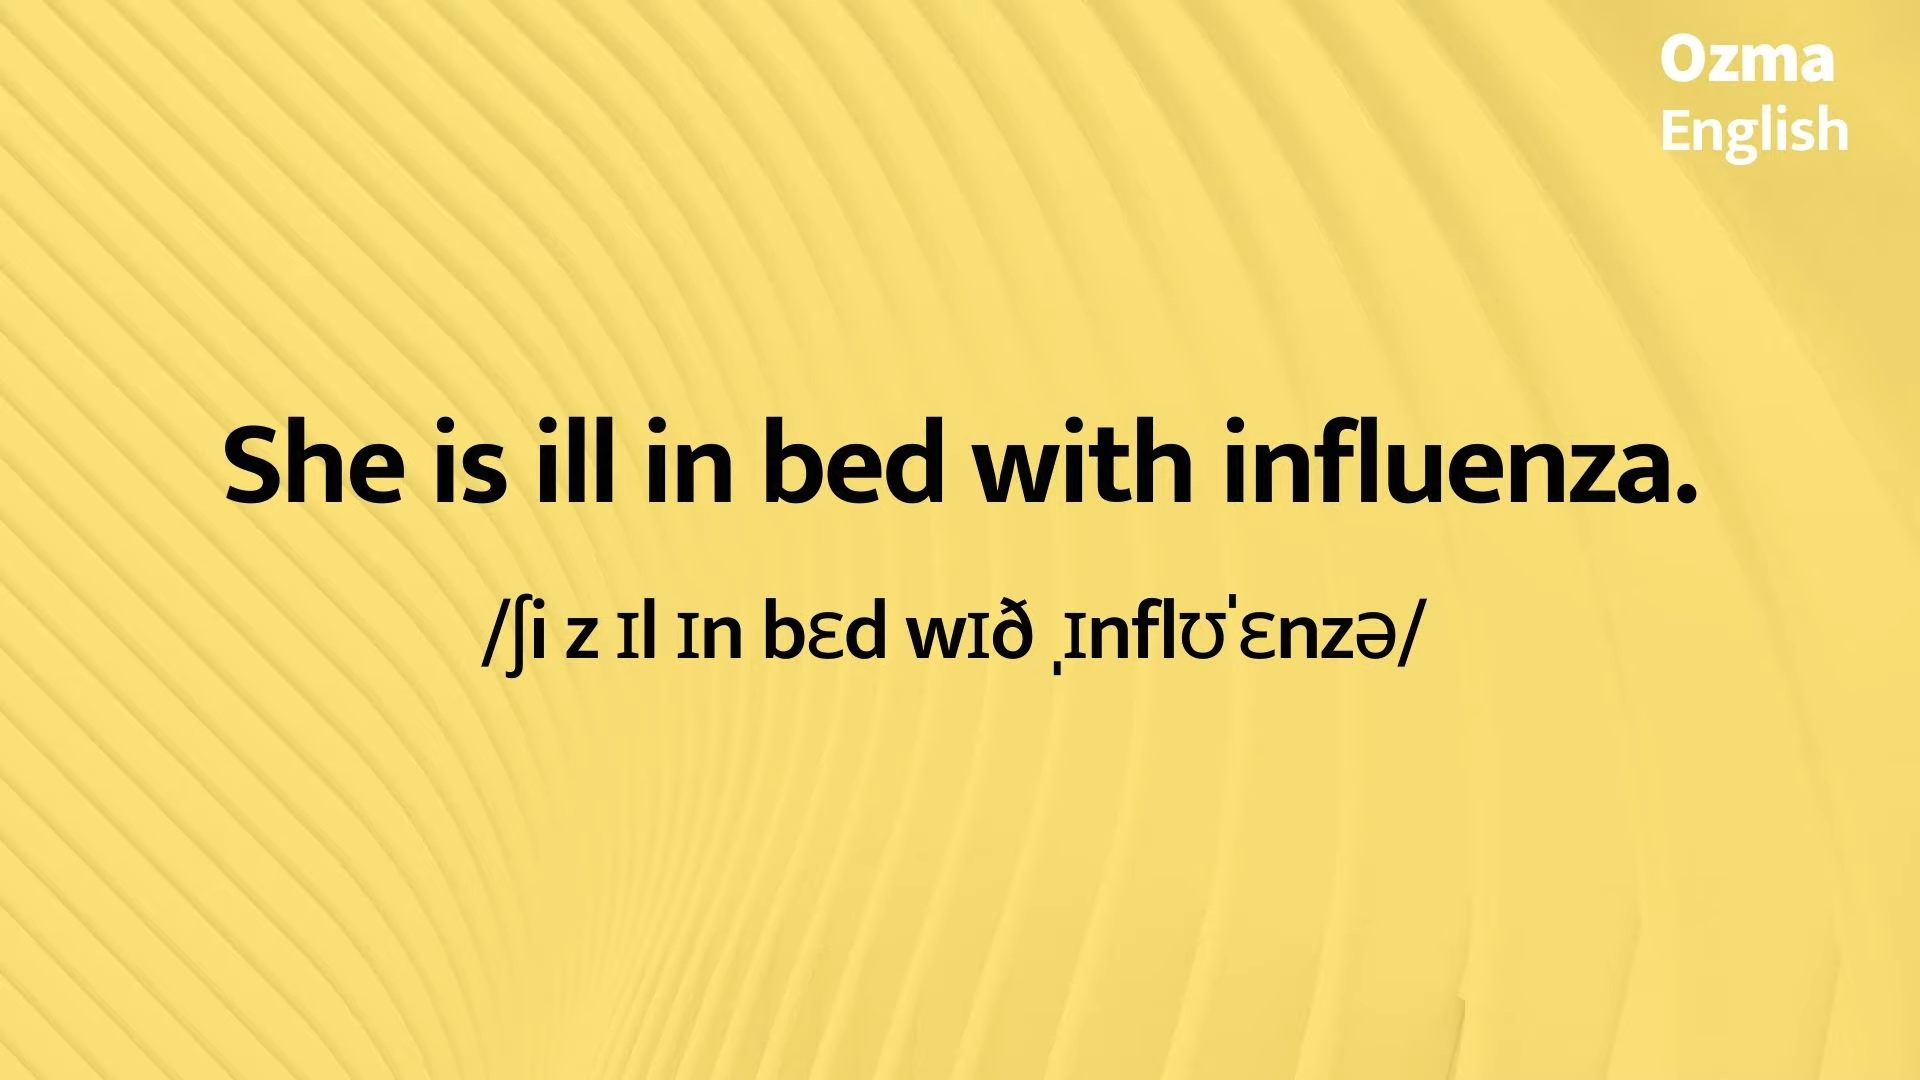 Ozma
English
She is ill in bed with influenza.
/ʃi z ɪl ɪn bɛd wɪð ˌɪnflʊˈɛnzə/